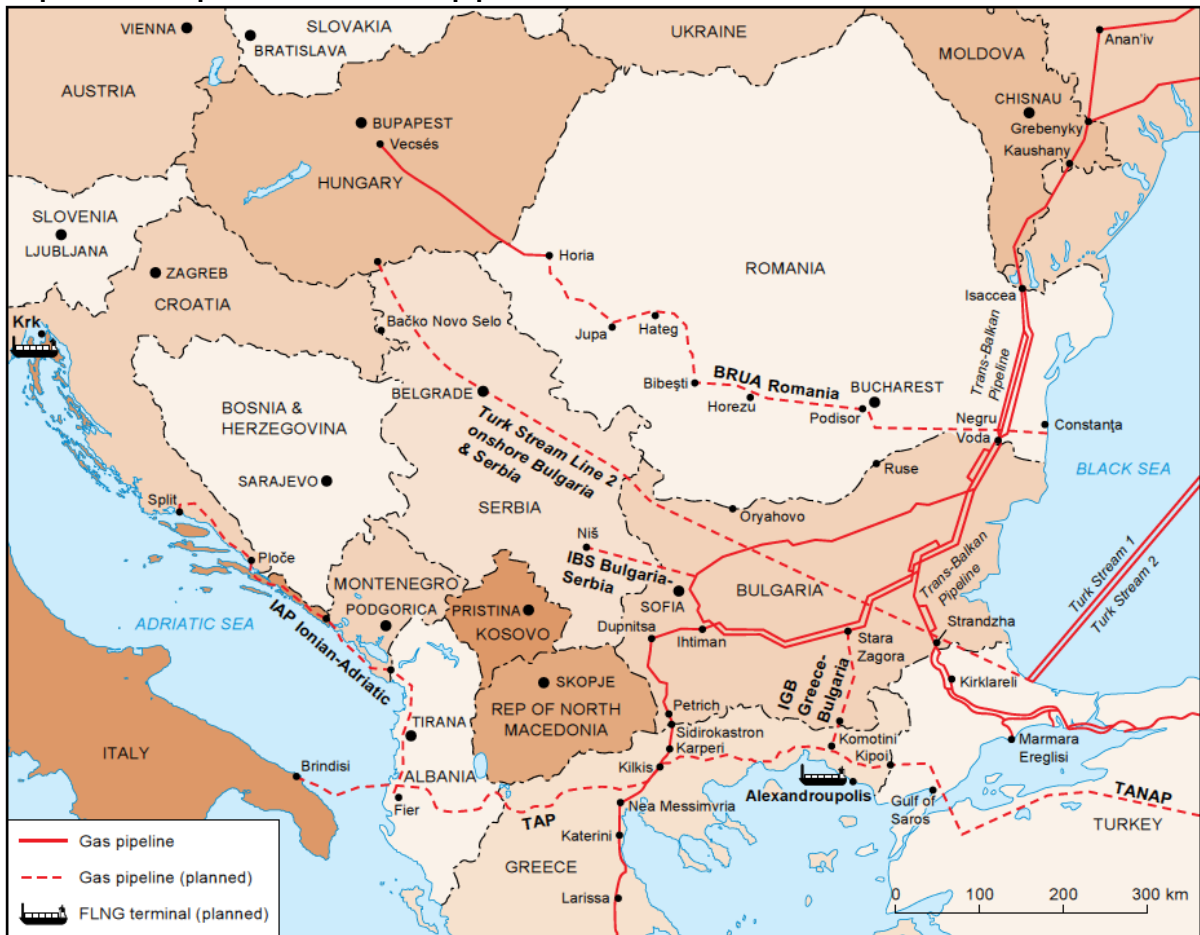 VIENNA
SLOVAKIA
BRATISLAVA
UKRAINE
MOLDOVA
Anan'iv
AUSTRIA
CHISNAU
BUPAPEST
Grebenyky
Vecsés
Kaushany
HUNGARY
SLOVENIA
LJUBLJANA
Horia
ROMANIA
ZAGREB
CROATIA
Isaccea
Krk
Bačko Novo Selo
Jupa
Hateg
Trans-Balkan
Pipeline
BELGRADE
Bibeşti
BRUA Romania
BUCHAREST
Horezu
Podisor
Negru
Voda
Constanţa
BOSNIA &
HERZEGOVINA
Turk Stream Line 2
onshore Bulgaria
& Serbia
BLACK SEA
Ruse
SARAJEVO
Split
SERBIA
Oryahovo
Niš
Ploče
IBS Bulgaria-
Serbia
BULGARIA
Trans-Balkan
Pipeline
Turk Stream 1
Turk Stream 2
MONTENEGRO
PODGORICA
PRISTINA
KOSOVO
SOFIA
ADRIATIC SEA
IAP Ionian-Adriatic
Dupnitsa
Ihtiman
Stara
Zagora
Strandzha
SKOPJE
REP OF NORTH
MACEDONIA
IGB
Greece-
Bulgaria
Kirklareli
Petrich
Sidirokastron
Karperi
TIRANA
ITALY
Komotini
Kipoi
Marmara
Ereglisi
Brindisi
ALBANIA
Kilkis
Alexandroupolis
Fier
Nea Messimvria
Gulf of
Saros
TANAP
TAP
TURKEY
Katerini
GREECE
Larissa
Gas pipeline
Gas pipeline (planned)
FLNG terminal (planned)
0 100 200 300 km